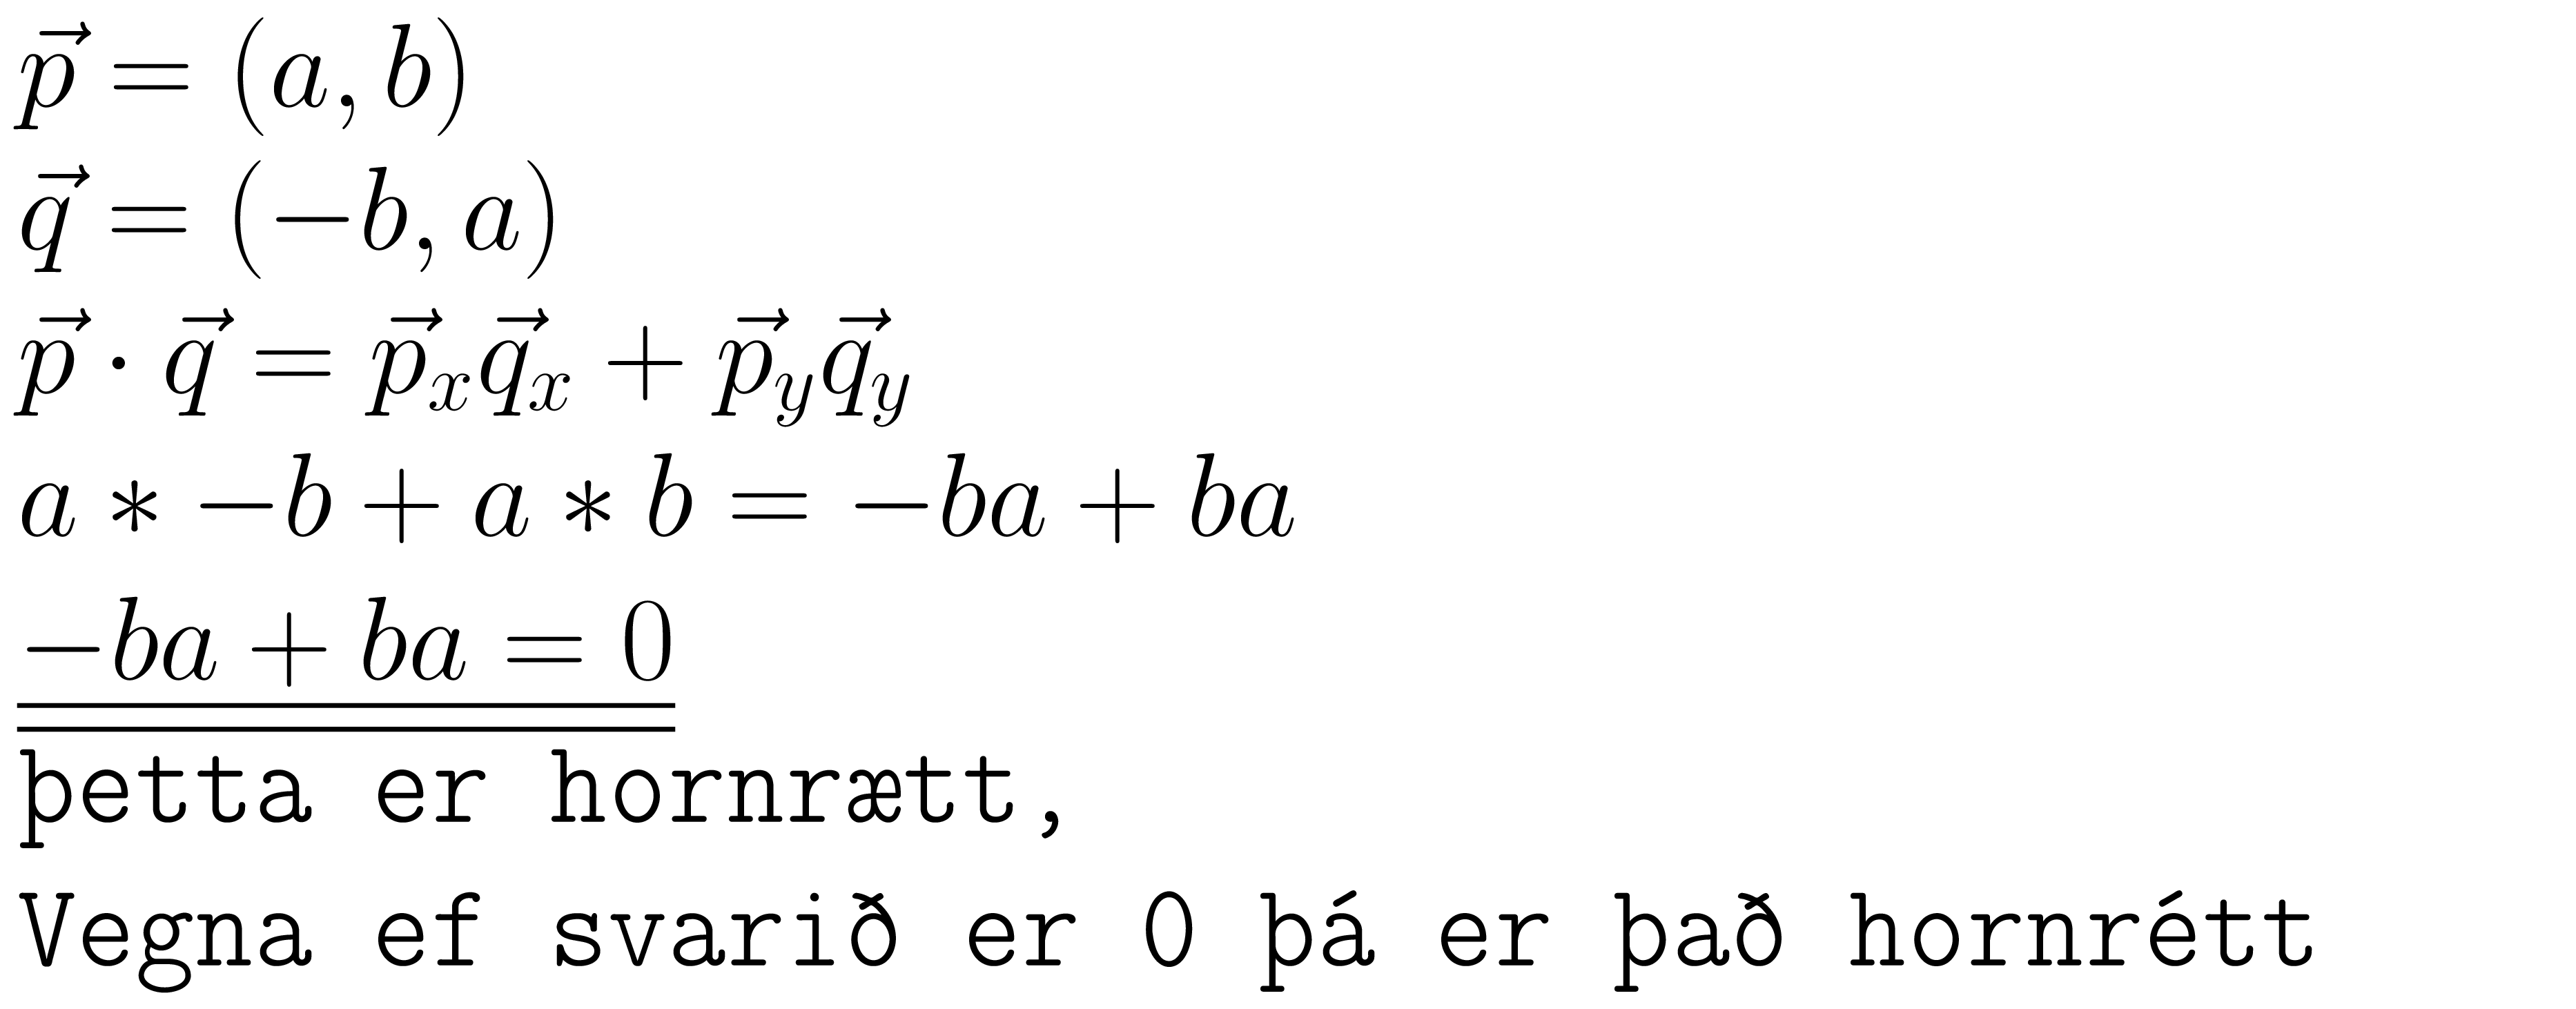 p⃗ = (a, b)
q⃗ = (−b, a)
p⃗ · q⃗ = p⃗ₓq⃗ₓ + p⃗ᵧq⃗ᵧ
a ∗ −b + a ∗ b = −ba + ba
−ba + ba = 0
þetta er hornrætt,
Vegna ef svarið er 0 þá er það hornrétt